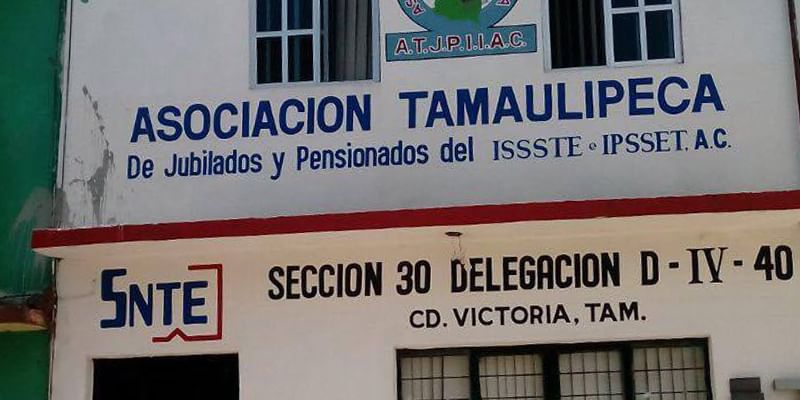 A.T.J.P.I.I.A.C.
ASOCIACION TAMAULIPECA
De Jubilados y Pensionados del ISSSTE e IPSSET, A.C.
SNTE
SECCION 30 DELEGACION D-IV-40
CD. VICTORIA, TAM.